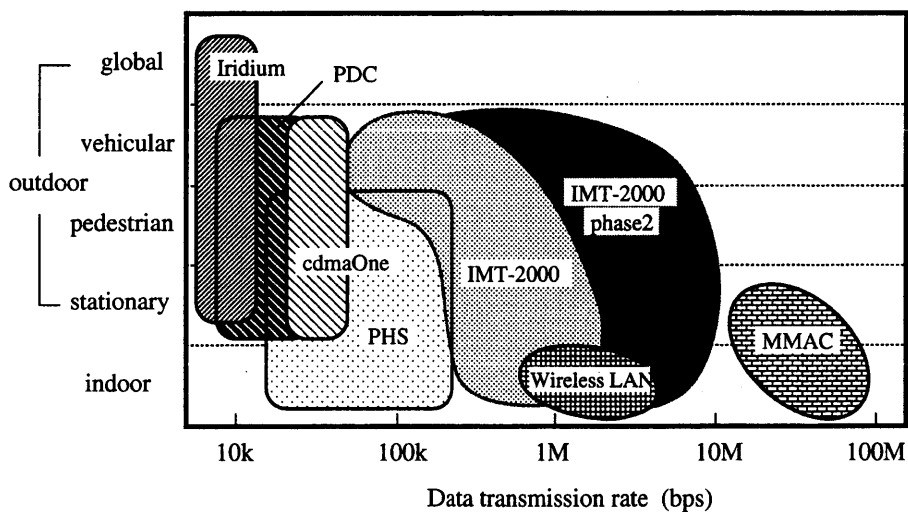 global
Iridium
PDC
vehicular
outdoor
IMT-2000
phase2
pedestrian
cdmaOne
IMT-2000
stationary
PHS
MMAC
Wireless LAN
indoor
10k
100k
1M
10M
100M
Data transmission rate (bps)